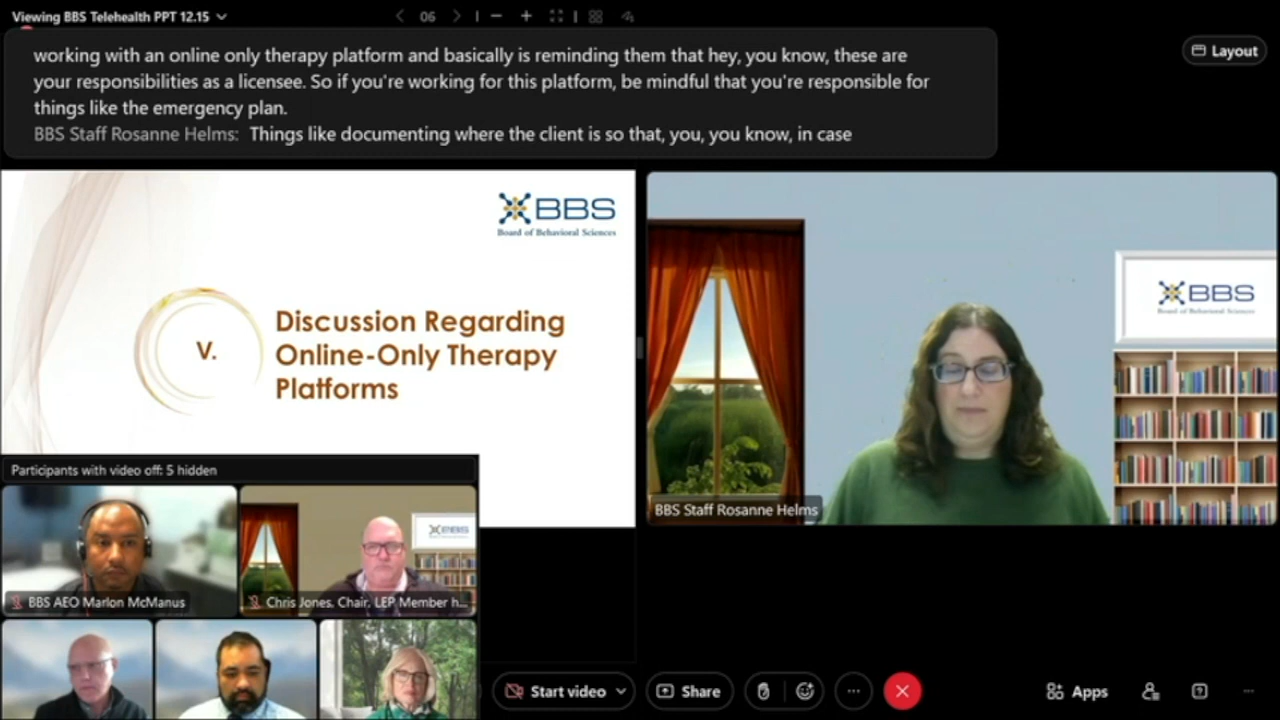 Viewing BBS Telehealth PPT 12.15
06
working with an online only therapy platform and basically is reminding them that hey, you know, these are
your responsibilities as a licensee. So if you're working for this platform, be mindful that you're responsible for
things like the emergency plan.
BBS Staff Rosanne Helms: Things like documenting where the client is so that, you, you know, in case
Layout
BBS
Board of Behavioral Sciences
V.
Discussion Regarding
Online-Only Therapy
Platforms
BBS
Board of Behavioral Sciences
BBS Staff Rosanne Helms
Participants with video off: 5 hidden
BBS
BBS AEO Marlon McManus
Chris Jones, Chair, LEP Member h...
Start video
Share
Apps